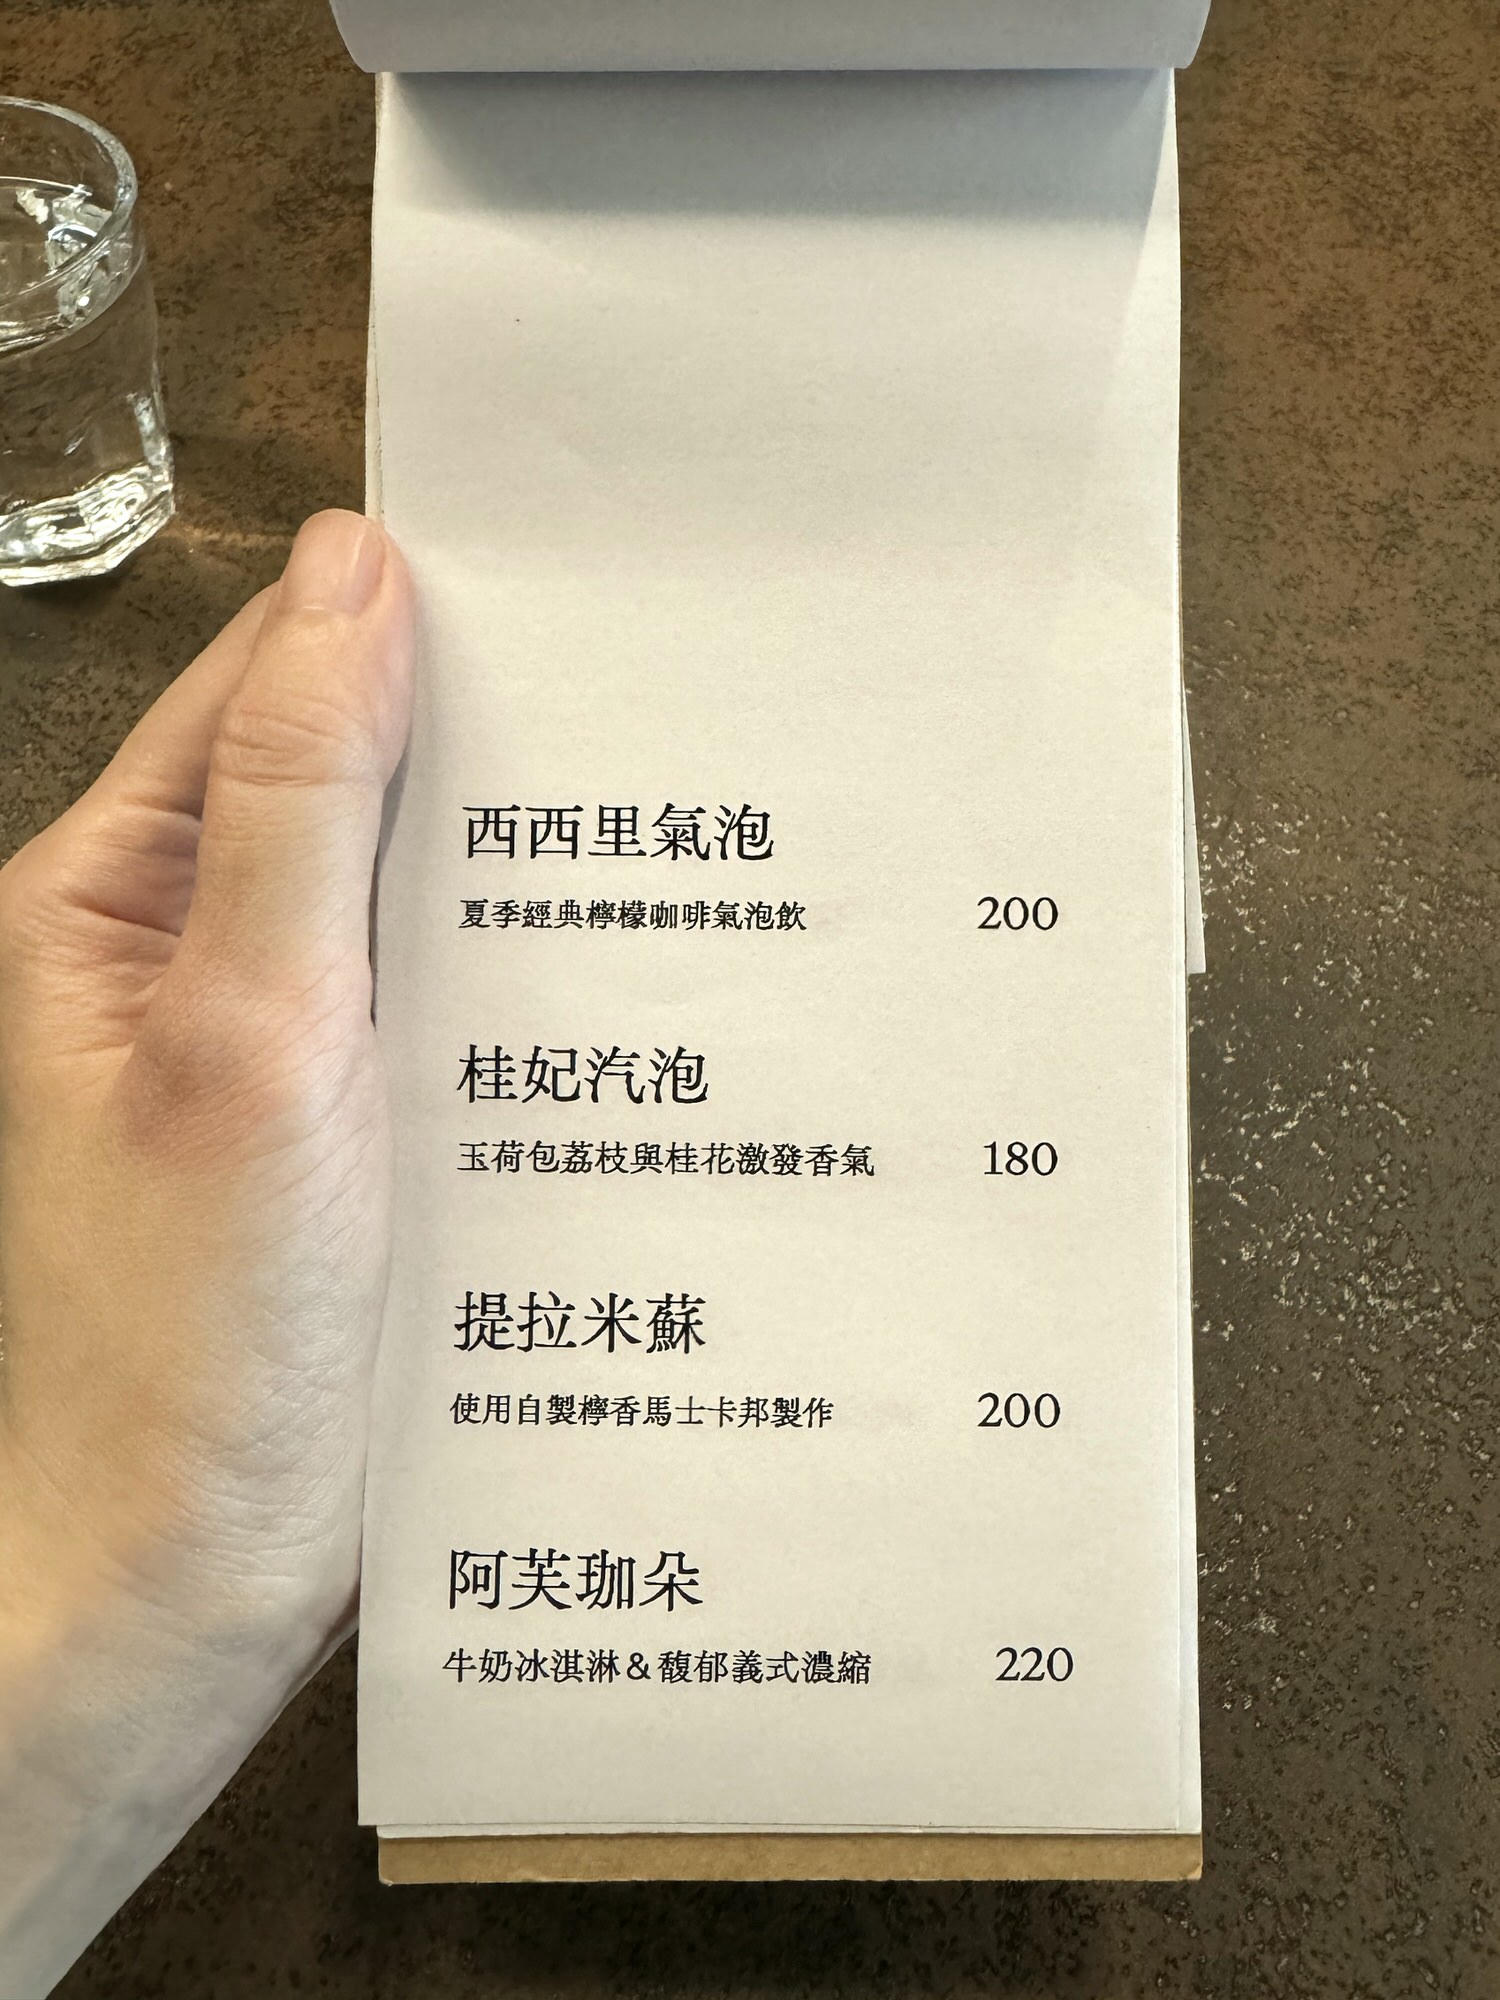 西西里氣泡
夏季經典檸檬咖啡氣泡飲 200
桂妃汽泡
玉荷包荔枝與桂花激發香氣 180
提拉米蘇
使用自製檸香馬士卡邦製作 200
阿芙珈朵
牛奶冰淇淋＆馥郁義式濃縮 220